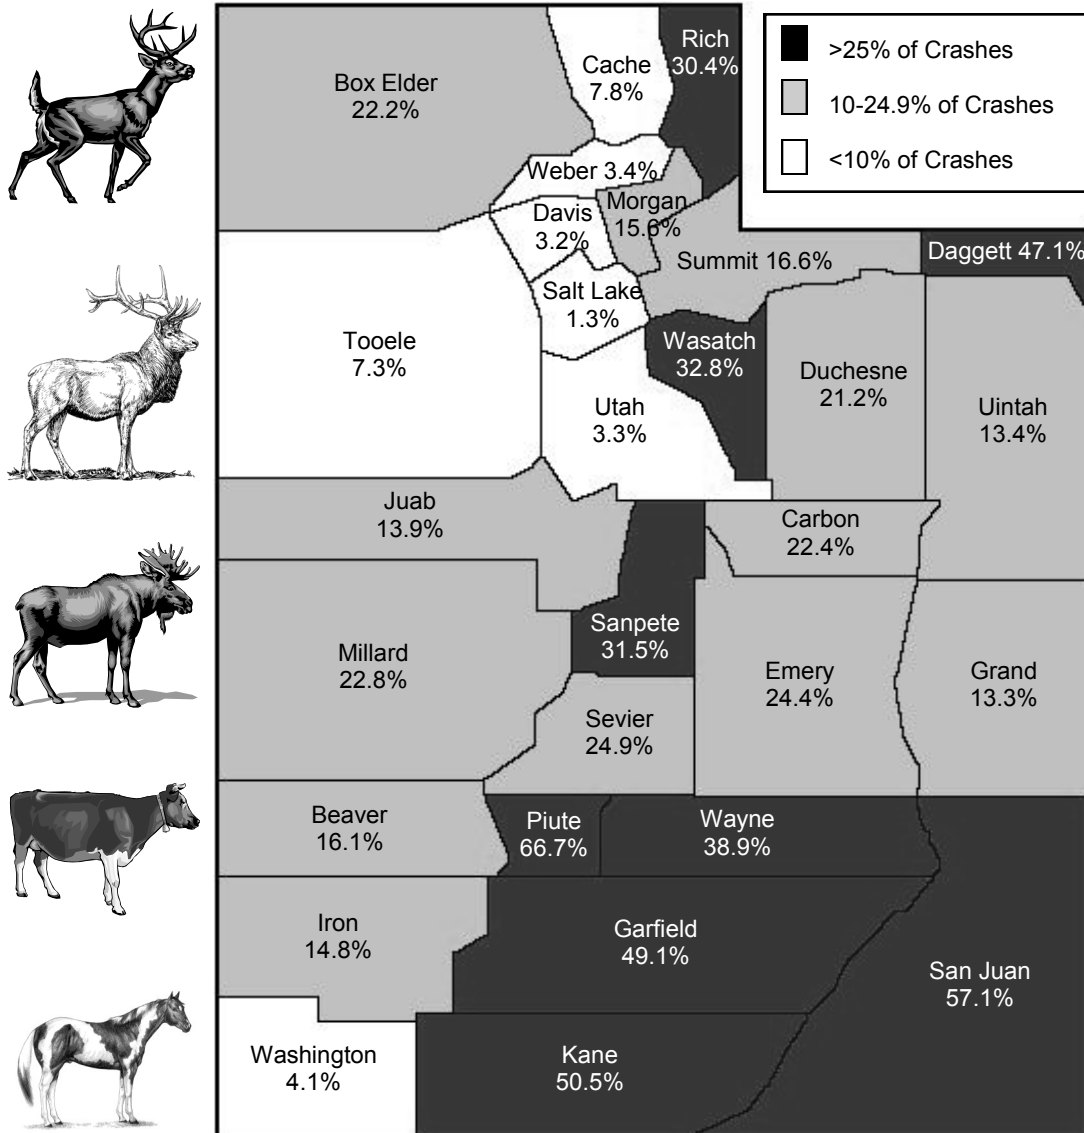 >25% of Crashes
10-24.9% of Crashes
<10% of Crashes
Box Elder
22.2%
Cache
7.8%
Rich
30.4%
Weber 3.4%
Morgan
15.6%
Davis
3.2%
Summit 16.6%
Daggett 47.1%
Salt Lake
1.3%
Tooele
7.3%
Wasatch
32.8%
Duchesne
21.2%
Uintah
13.4%
Utah
3.3%
Juab
13.9%
Carbon
22.4%
Sanpete
31.5%
Millard
22.8%
Emery
24.4%
Grand
13.3%
Sevier
24.9%
Beaver
16.1%
Piute
66.7%
Wayne
38.9%
Iron
14.8%
Garfield
49.1%
San Juan
57.1%
Washington
4.1%
Kane
50.5%